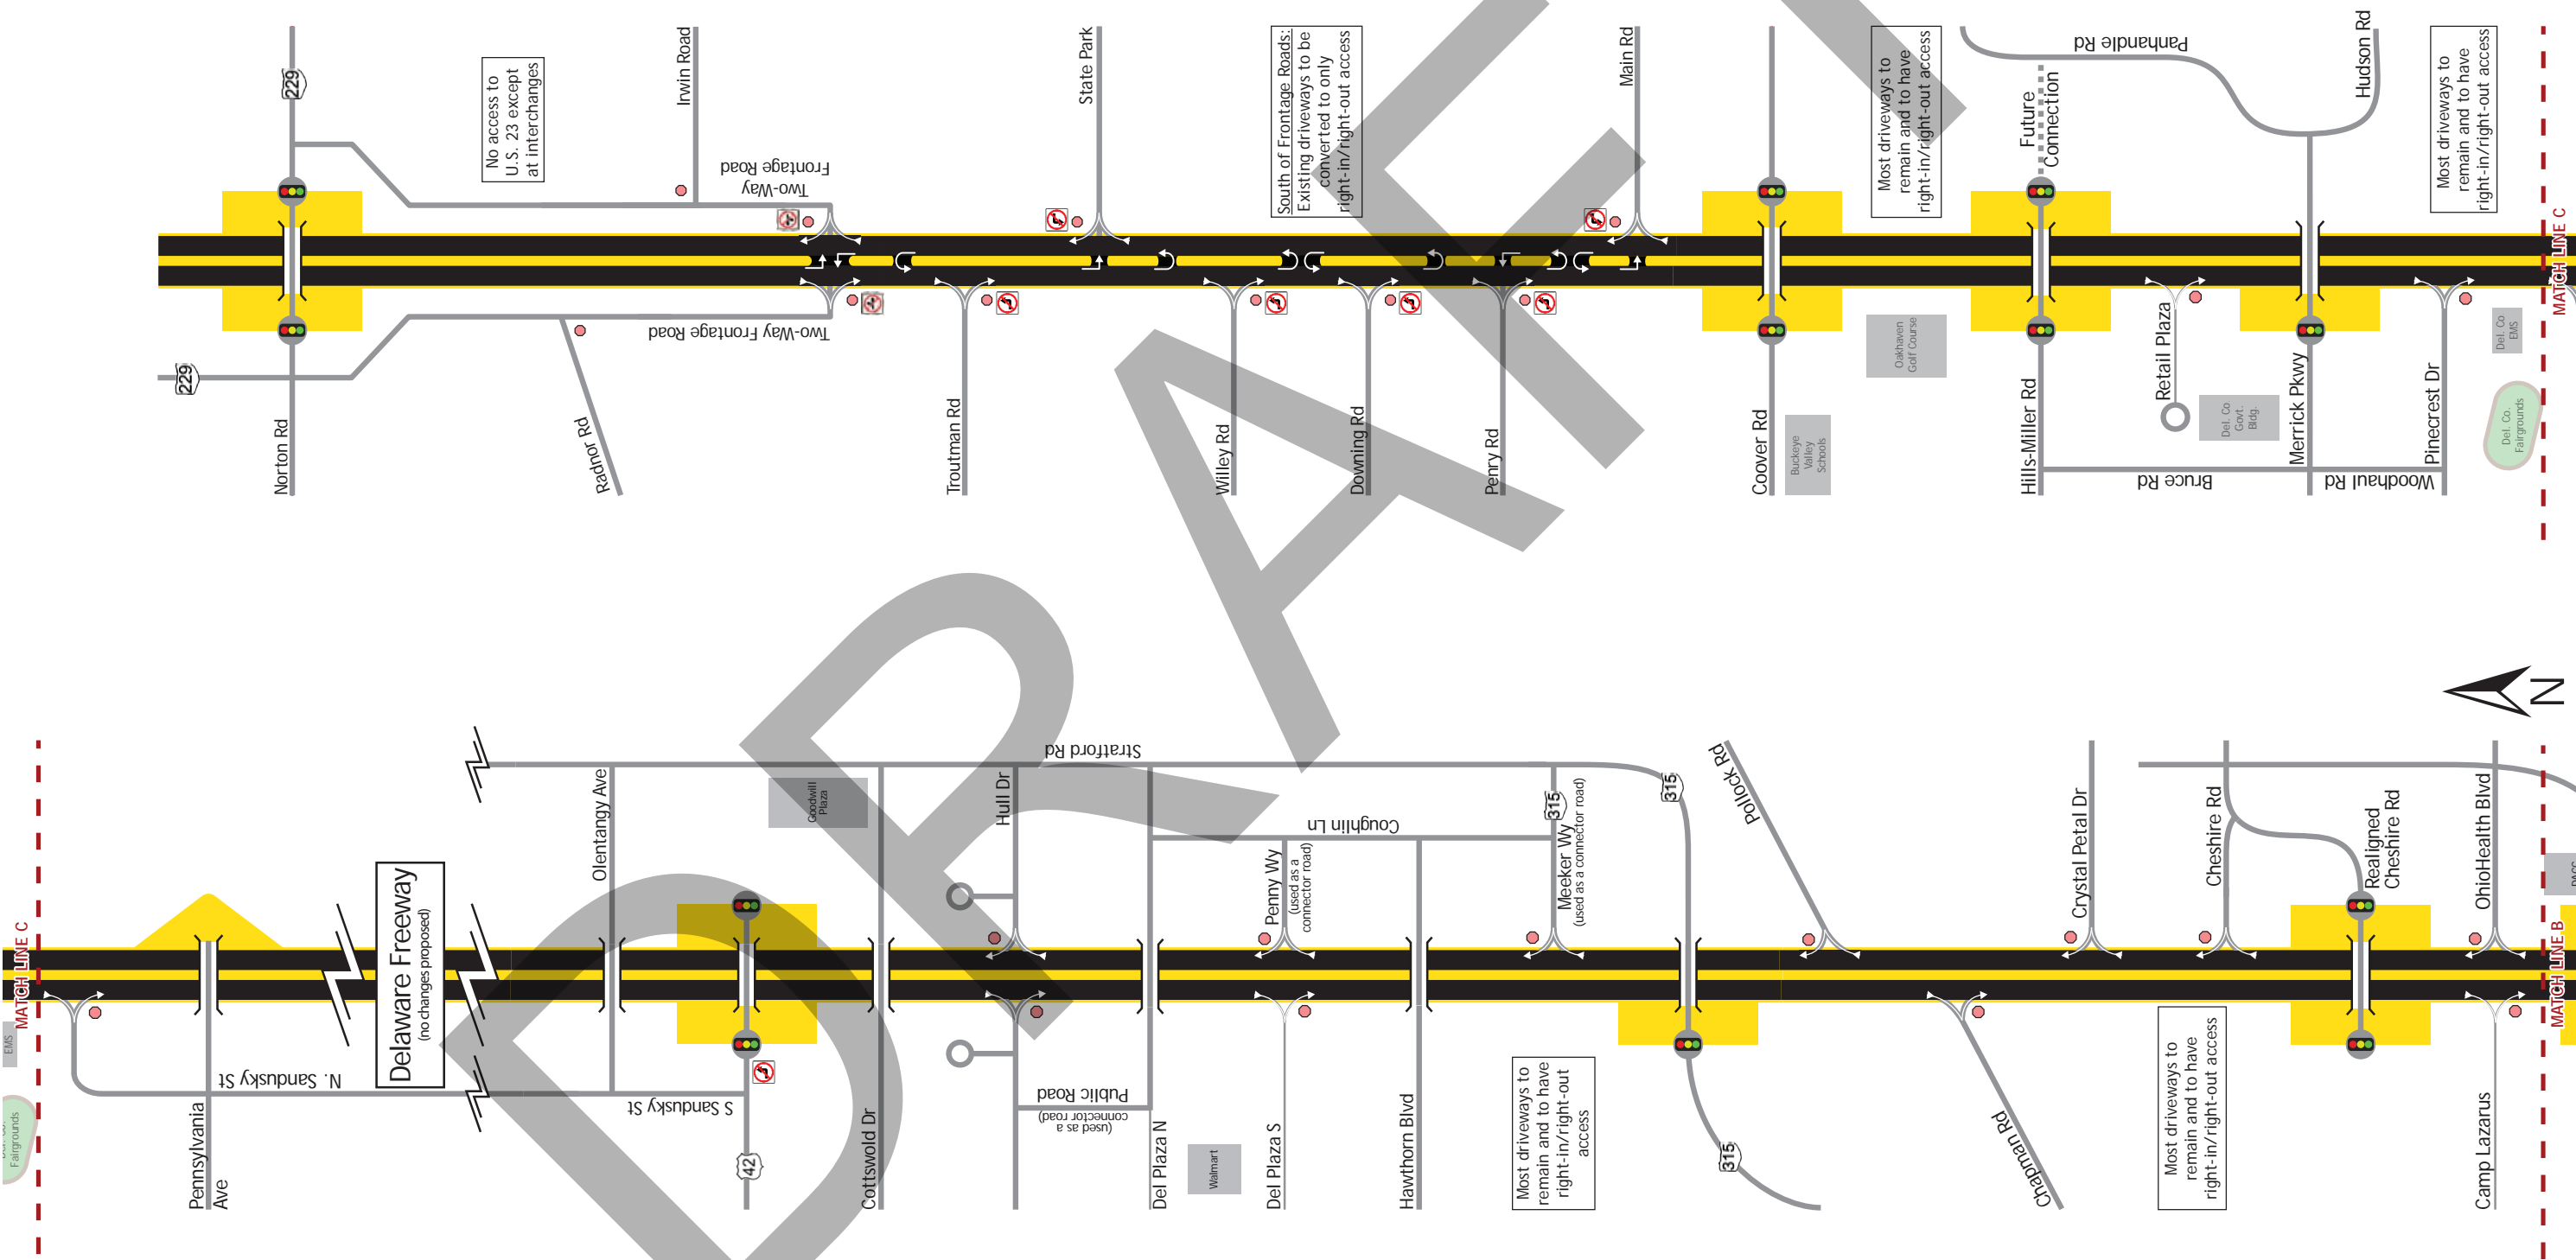 229
Irwin Road
No access to
U.S. 23 except
at interchanges
Two-Way
Frontage Road
State Park
South of Frontage Roads:
Existing driveways to be
converted to only
right-in/right-out access
Main Rd
Most driveways to
remain and to have
right-in/right-out access
Future
Connection
Panhandle Rd
Hudson Rd
Most driveways to
remain and to have
right-in/right-out access
MATCH LINE C
229
Norton Rd
Radnor Rd
Two-Way Frontage Road
Troutman Rd
Willey Rd
Downing Rd
Penry Rd
Coover Rd
Buckeye
Valley
Schools
Oakhaven
Golf Course
Hills-Miller Rd
Retail Plaza
Del. Co
Govt.
Bldg.
Bruce Rd
Merrick Pkwy
Woodhaul Rd
Pinecrest Dr
Del. Co
EMS
Del. Co.
Fairgrounds
DRAFT
N
MATCH LINE C
EMS
Fairgrounds
Pennsylvania
Ave
N. Sandusky St
Delaware Freeway
(no changes proposed)
Olentangy Ave
S Sandusky St
42
Goodwill
Plaza
Cottswold Dr
Hull Dr
Stratford Rd
Public Road
(used as a
connector road)
Del Plaza N
Walmart
Penny Wy
(used as a
connector road)
Del Plaza S
Coughlin Ln
Hawthorn Blvd
315
Meeker Wy
(used as a connector road)
Most driveways to
remain and to have
right-in/right-out
access
315
315
Pollock Rd
Chapman Rd
Crystal Petal Dr
Cheshire Rd
Most driveways to
remain and to have
right-in/right-out access
Realigned
Cheshire Rd
OhioHealth Blvd
Camp Lazarus
MATCH LINE B